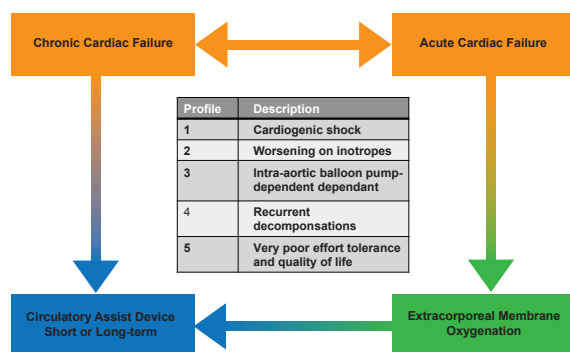 Chronic Cardiac Failure
Acute Cardiac Failure
Profile Description
1 Cardiogenic shock
2 Worsening on inotropes
3 Intra-aortic balloon pump-
dependent dependant
4 Recurrent
decomponsations
5 Very poor effort tolerance
and quality of life
Circulatory Assist Device
Short or Long-term
Extracorporeal Membrane
Oxygenation